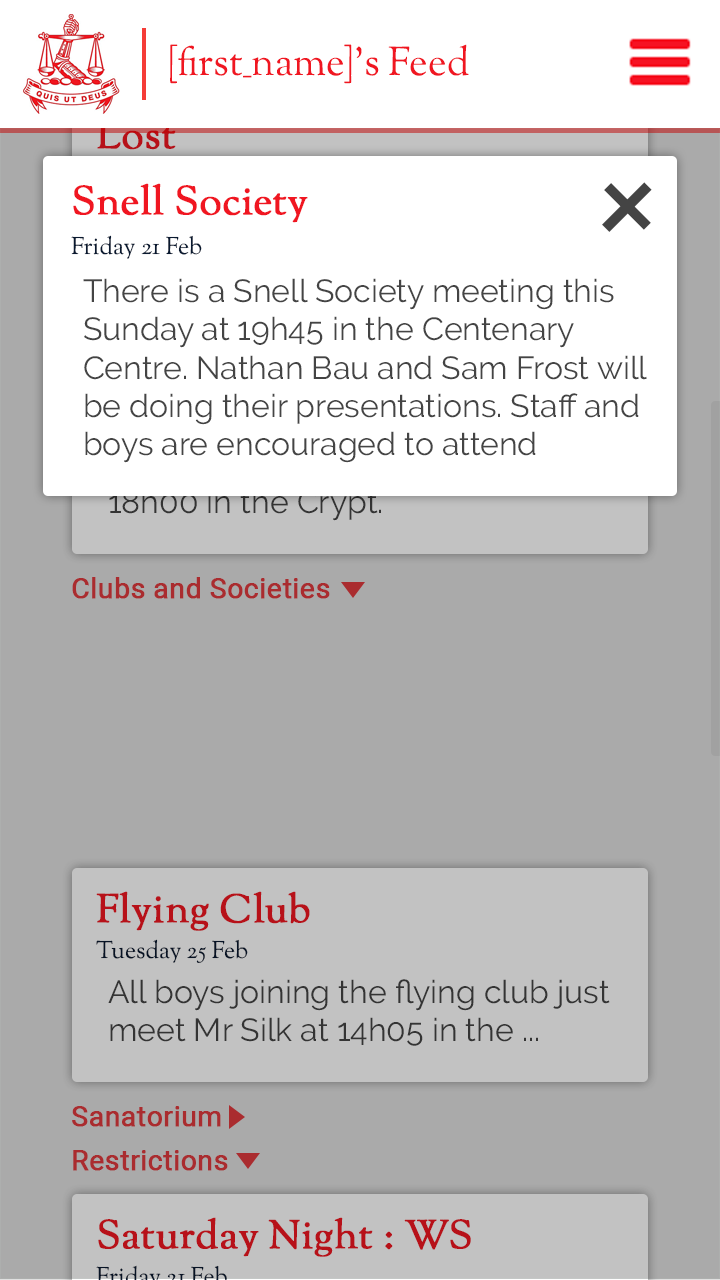 QUIS UT DEUS
[first_name]'s Feed
Lost
Snell Society
Friday 21 Feb
There is a Snell Society meeting this
Sunday at 19h45 in the Centenary
Centre. Nathan Bau and Sam Frost will
be doing their presentations. Staff and
boys are encouraged to attend
18h00 in the Crypt.
Clubs and Societies
Flying Club
Tuesday 25 Feb
All boys joining the flying club just
meet Mr Silk at 14h05 in the ...
Sanatorium
Restrictions
Saturday Night : WS
Friday 21 Feb